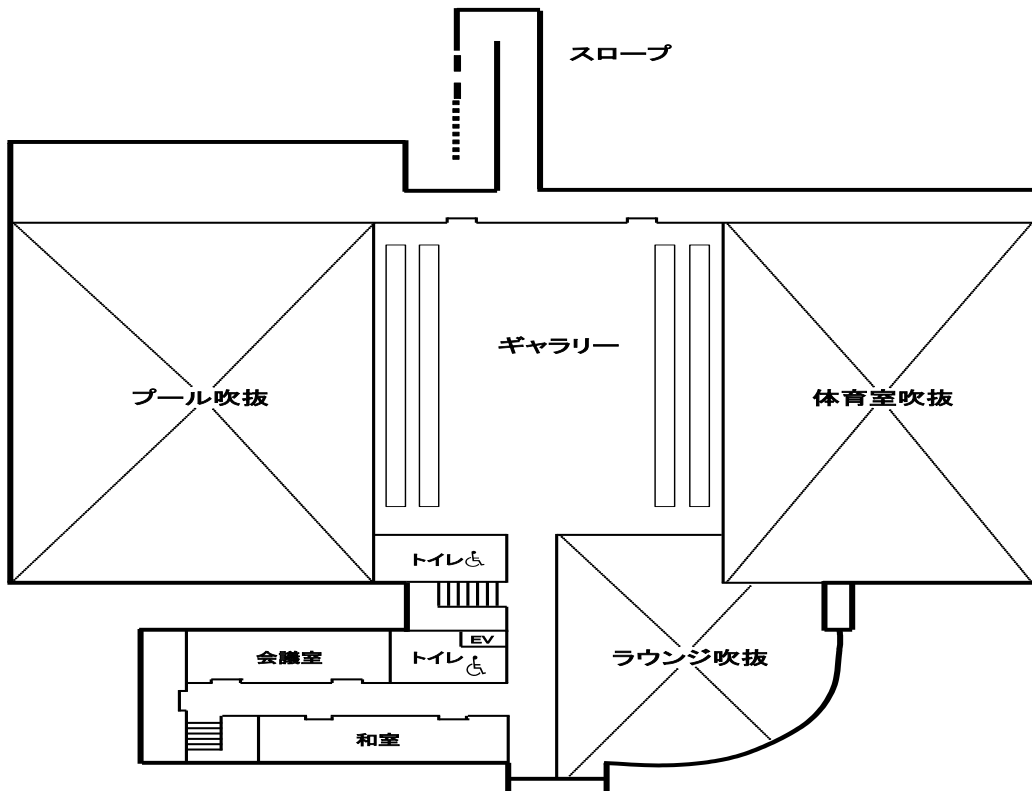 スロープ
ギャラリー
プール吹抜
体育室吹抜
トイレ
EV
会議室
トイレ
ラウンジ吹抜
和室